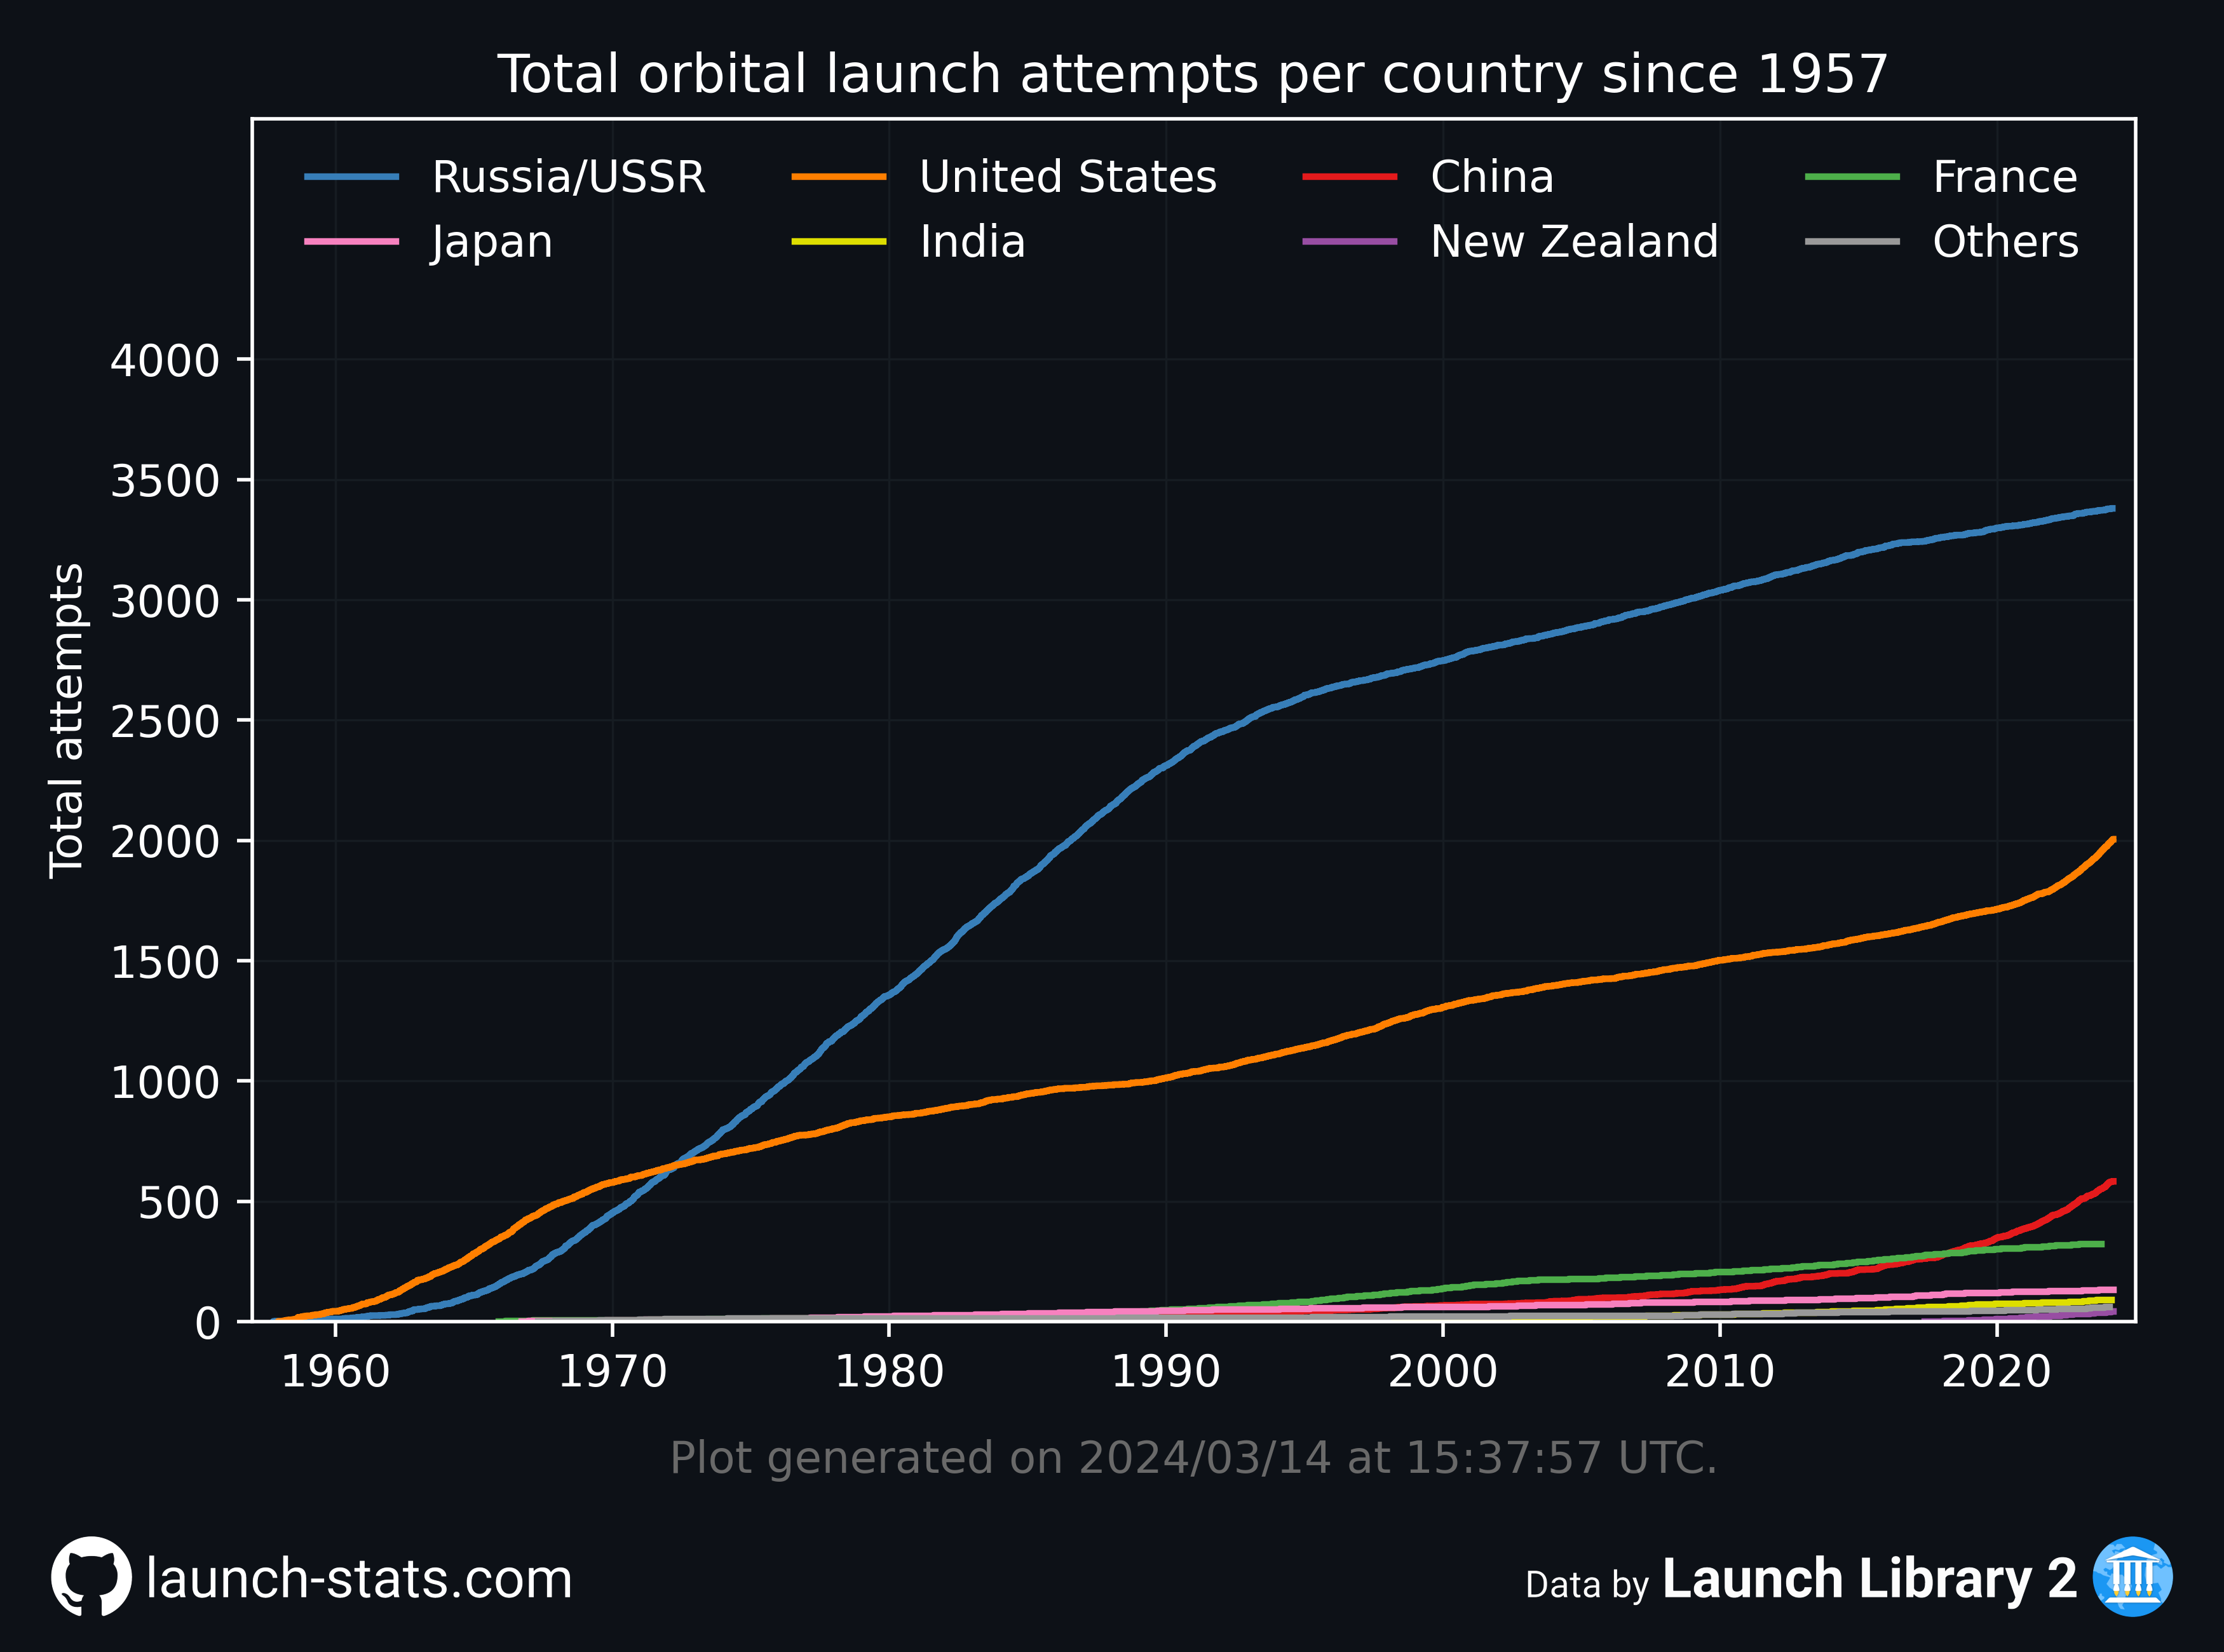 Total orbital launch attempts per country since 1957
Russia/USSR United States China France
Japan India New Zealand Others
4000
3500
3000
2500
2000
1500
1000
500
0
Total attempts
1960 1970 1980 1990 2000 2010 2020
Plot generated on 2024/03/14 at 15:37:57 UTC.
launch-stats.com
Data by Launch Library 2